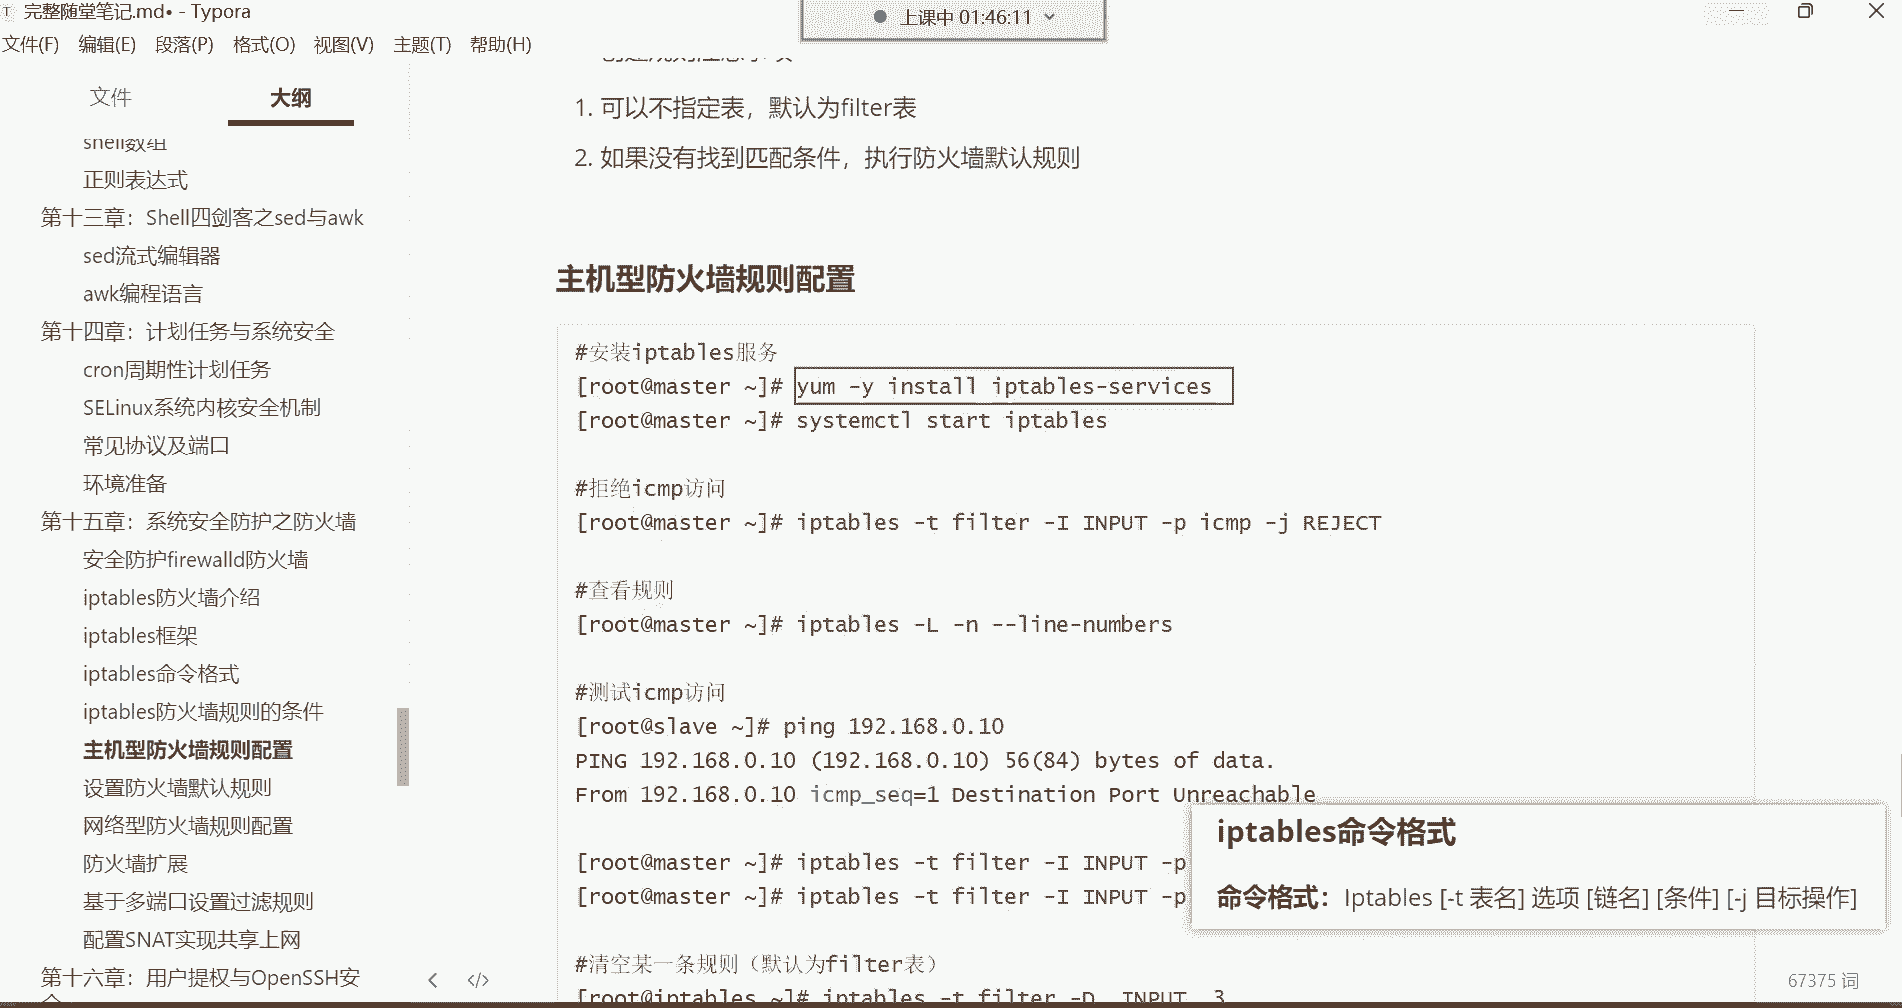 完整随堂笔记.md• - Typora
上课中 01:46:11
文件(F) 编辑(E) 段落(P) 格式(O) 视图(V) 主题(T) 帮助(H)
文件 大纲
shell数组
正则表达式
第十三章：Shell四剑客之sed与awk
sed流式编辑器
awk编程语言
第十四章：计划任务与系统安全
cron周期性计划任务
SELinux系统内核安全机制
常见协议及端口
环境准备
第十五章：系统安全防护之防火墙
安全防护firewalld防火墙
iptables防火墙介绍
iptables框架
iptables命令格式
iptables防火墙规则的条件
主机型防火墙规则配置
设置防火墙默认规则
网络型防火墙规则配置
防火墙扩展
基于多端口设置过滤规则
配置SNAT实现共享上网
第十六章：用户提权与OpenSSH安
1. 可以不指定表，默认为filter表
2. 如果没有找到匹配条件，执行防火墙默认规则
主机型防火墙规则配置
#安装iptables服务
[root@master ~]# yum -y install iptables-services
[root@master ~]# systemctl start iptables
#拒绝icmp访问
[root@master ~]# iptables -t filter -I INPUT -p icmp -j REJECT
#查看规则
[root@master ~]# iptables -L -n --line-numbers
#测试icmp访问
[root@slave ~]# ping 192.168.0.10
PING 192.168.0.10 (192.168.0.10) 56(84) bytes of data.
From 192.168.0.10 icmp_seq=1 Destination Port Unreachable
[root@master ~]# iptables -t filter -I INPUT -p
[root@master ~]# iptables -t filter -I INPUT -p
#清空某一条规则（默认为filter表）
[root@iptables ~]# iptables -t filter -D INPUT 3
iptables命令格式
命令格式：Iptables [-t 表名] 选项 [链名] [条件] [-j 目标操作]
67375 词